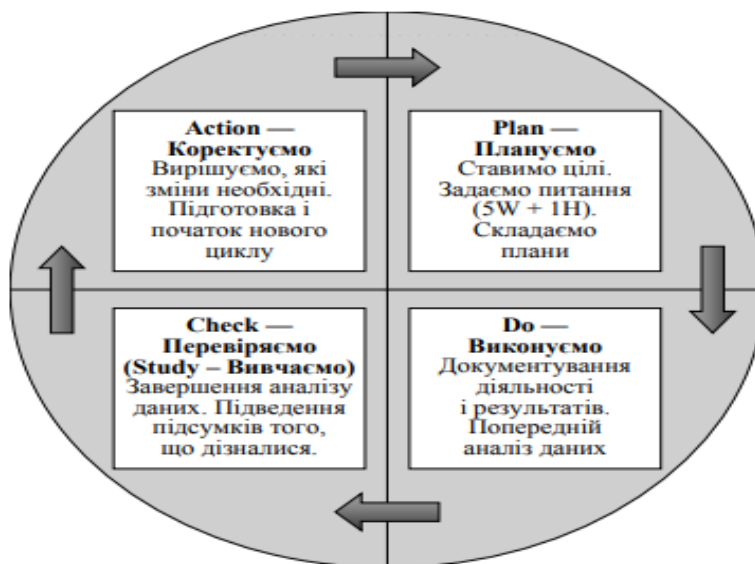 Action —
Коректуємо
Вирішуємо, які
зміни необхідні.
Підготовка і
початок нового
циклу
Plan —
Плануємо
Ставимо цілі.
Задаємо питання
(5W + 1H).
Складаємо
плани
Check —
Перевіряємо
(Study – Вивчаємо)
Завершення аналізу
даних. Підведення
підсумків того,
що дізналися.
Do —
Виконуємо
Документування
діяльності
і результатів.
Попередній
аналіз даних